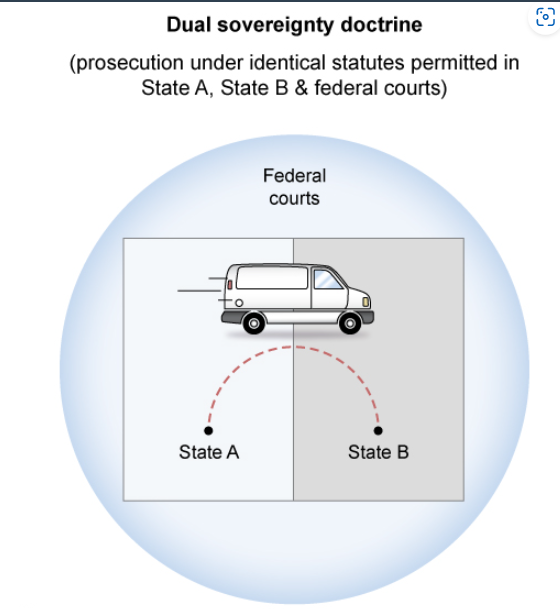 Dual sovereignty doctrine
(prosecution under identical statutes permitted in
State A, State B & federal courts)
Federal
courts
State A
State B